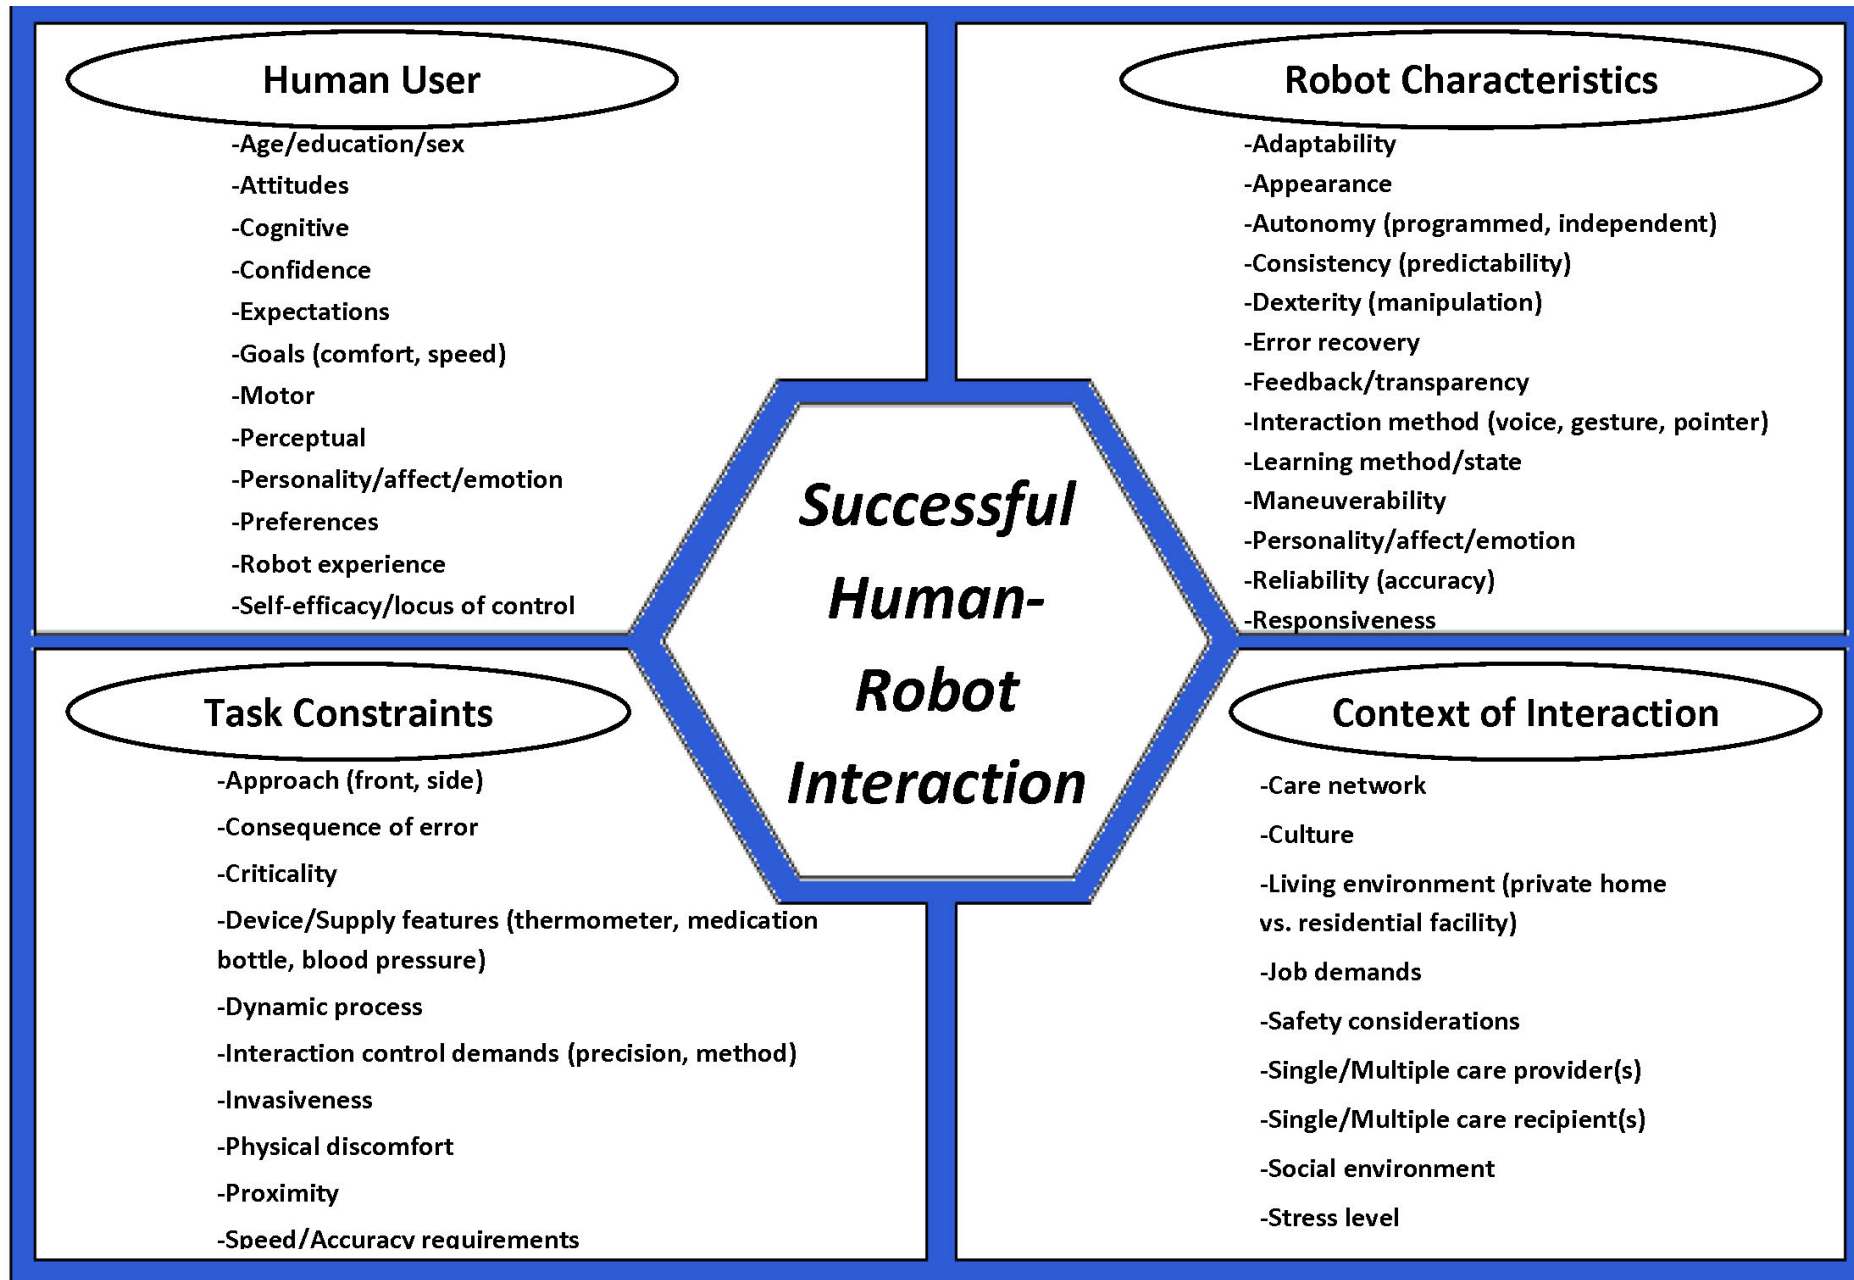 Human User
-Age/education/sex
-Attitudes
-Cognitive
-Confidence
-Expectations
-Goals (comfort, speed)
-Motor
-Perceptual
-Personality/affect/emotion
-Preferences
-Robot experience
-Self-efficacy/locus of control
Robot Characteristics
-Adaptability
-Appearance
-Autonomy (programmed, independent)
-Consistency (predictability)
-Dexterity (manipulation)
-Error recovery
-Feedback/transparency
-Interaction method (voice, gesture, pointer)
-Learning method/state
-Maneuverability
-Personality/affect/emotion
-Reliability (accuracy)
-Responsiveness
Successful
Human-
Robot
Interaction
Task Constraints
-Approach (front, side)
-Consequence of error
-Criticality
-Device/Supply features (thermometer, medication
bottle, blood pressure)
-Dynamic process
-Interaction control demands (precision, method)
-Invasiveness
-Physical discomfort
-Proximity
-Speed/Accuracy requirements
Context of Interaction
-Care network
-Culture
-Living environment (private home
vs. residential facility)
-Job demands
-Safety considerations
-Single/Multiple care provider(s)
-Single/Multiple care recipient(s)
-Social environment
-Stress level